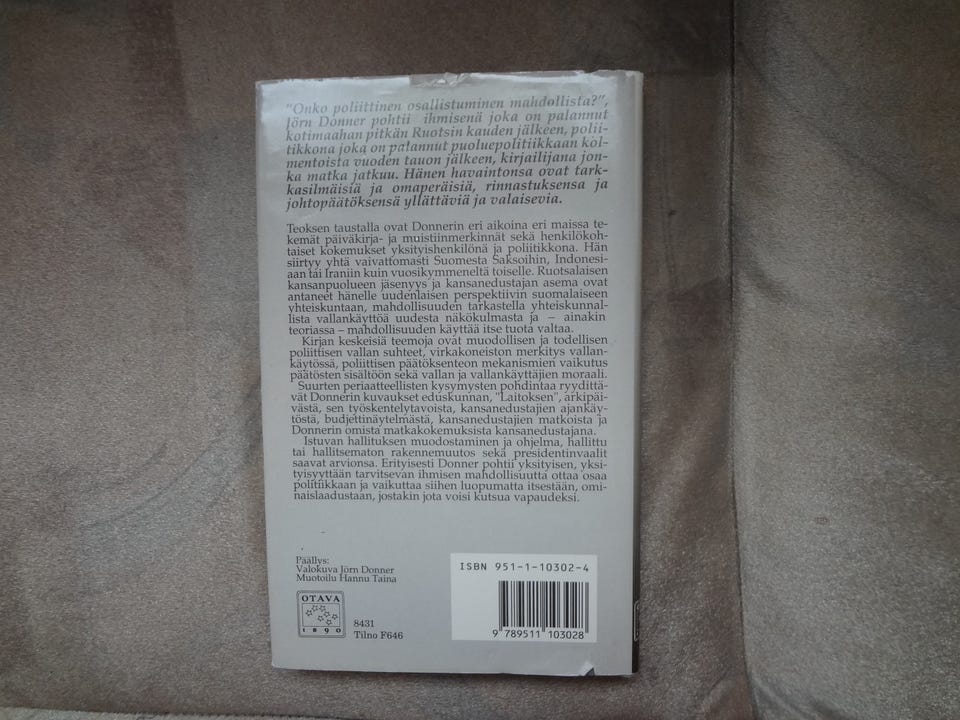 "Onko poliittinen osallistuminen mahdollista?",
Jörn Donner pohtii ihmisenä joka on palannut
kotimaahan pitkän Ruotsin kauden jälkeen, polii-
tikkona joka on palannut puoluepolitiikkaan kol-
mentoista vuoden tauon jälkeen, kirjailijana jon-
ka matka jatkuu. Hänen havaintonsa ovat tark-
kasilmäisiä ja omaperäisiä, rinnastuksensa ja
johtopäätöksensä yllättäviä ja valaisevia.
Teoksen taustalla ovat Donnerin eri aikoina eri maissa te-
kemät päiväkirja- ja muistiinmerkinnät sekä henkilökoh-
taiset kokemukset yksityishenkilönä ja poliitikkona. Hän
siirtyy yhtä vaivattomasti Suomesta Saksoihin, Indonesi-
aan tai Iraniin kuin vuosikymmeneltä toiselle. Ruotsalaisen
kansanpuolueen jäsenyys ja kansanedustajan asema ovat
antaneet hänelle uudenlaisen perspektiivin suomalaiseen
yhteiskuntaan, mahdollisuuden tarkastella yhteiskunnal-
lista vallankäyttöä uudesta näkökulmasta ja – ainakin
teoriassa – mahdollisuuden käyttää itse tuota valtaa.
Kirjan keskeisiä teemoja ovat muodollisen ja todellisen
poliittisen vallan suhteet, virkakoneiston merkitys vallan-
käytössä, poliittisen päätöksenteon mekanismien vaikutus
päätösten sisältöön sekä vallan ja vallankäyttäjien moraali.
Suurten periaatteellisten kysymysten pohdintaa ryydittä-
vät Donnerin kuvaukset eduskunnan, "Laitoksen", arkipäi-
västä, sen työskentelytavoista, kansanedustajien ajankäy-
töstä, budjettinäytelmästä, kansanedustajien matkoista ja
Donnerin omista matkakokemuksista kansanedustajana.
Istuvan hallituksen muodostaminen ja ohjelma, hallittu
tai hallitsematon rakennemuutos sekä presidentinvaalit
saavat arvionsa. Erityisesti Donner pohtii yksityisen, yksi-
tyisyyttään tarvitsevan ihmisen mahdollisuutta ottaa osaa
politiikkaan ja vaikuttaa siihen luopumatta itsestään, omi-
naislaadustaan, jostakin jota voisi kutsua vapaudeksi.
Päällys:
Valokuva Jörn Donner
Muotoilu Hannu Taina
OTAVA
1890
8431
Tilno F646
ISBN 951-1-10302-4
9 789511 103028